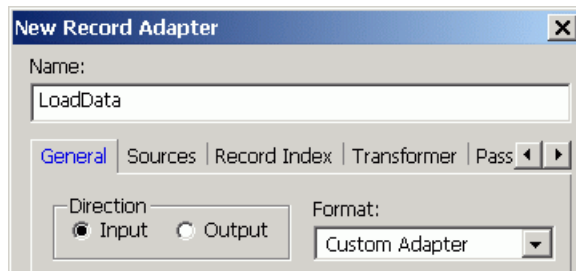 New Record Adapter
Name:
LoadData
General Sources Record Index Transformer Pass
Direction Format:
Input Output Custom Adapter